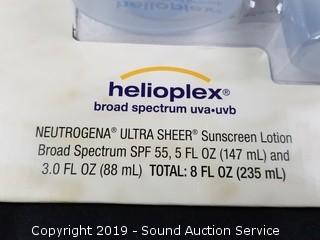 helioplex
helioplex®
broad spectrum uva•uvb
NEUTROGENA® ULTRA SHEER® Sunscreen Lotion
Broad Spectrum SPF 55, 5 FL OZ (147 mL) and
3.0 FL OZ (88 mL) TOTAL: 8 FL OZ (235 mL)
Copyright 2019 - Sound Auction Service